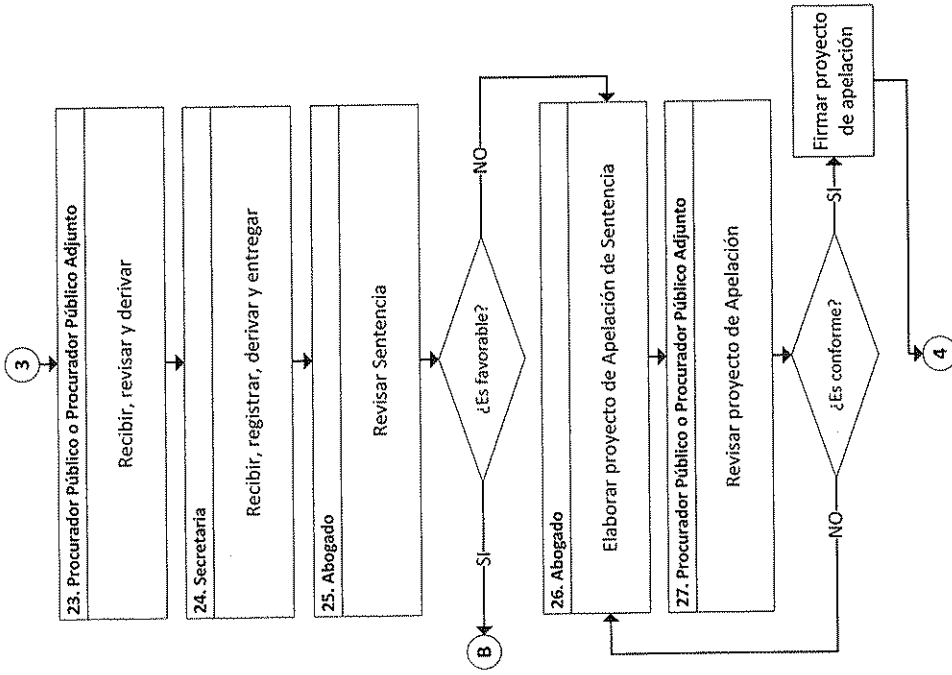 3
23. Procurador Público o Procurador Público Adjunto
Recibir, revisar y derivar
24. Secretaria
Recibir, registrar, derivar y entregar
25. Abogado
Revisar Sentencia
¿Es favorable?
SI
NO
B
26. Abogado
Elaborar proyecto de Apelación de Sentencia
27. Procurador Público o Procurador Público Adjunto
Revisar proyecto de Apelación
¿Es conforme?
NO
SI
Firmar proyecto
de apelación
4